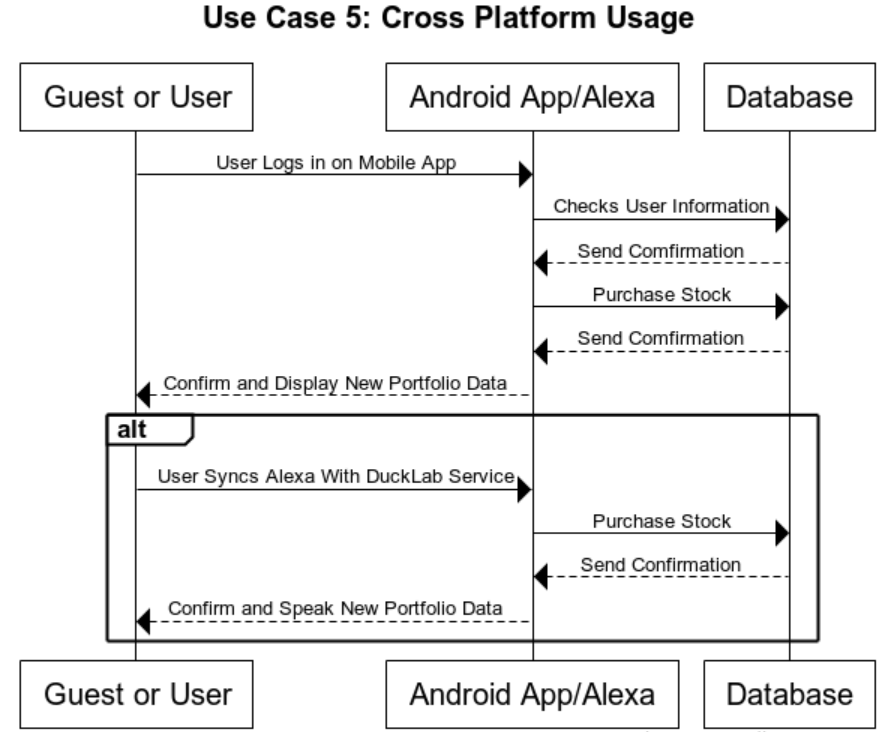 Use Case 5: Cross Platform Usage
Guest or User
Android App/Alexa
Database
User Logs in on Mobile App
Checks User Information
Send Comfirmation
Purchase Stock
Send Comfirmation
Confirm and Display New Portfolio Data
alt
User Syncs Alexa With DuckLab Service
Purchase Stock
Send Confirmation
Confirm and Speak New Portfolio Data
Guest or User
Android App/Alexa
Database